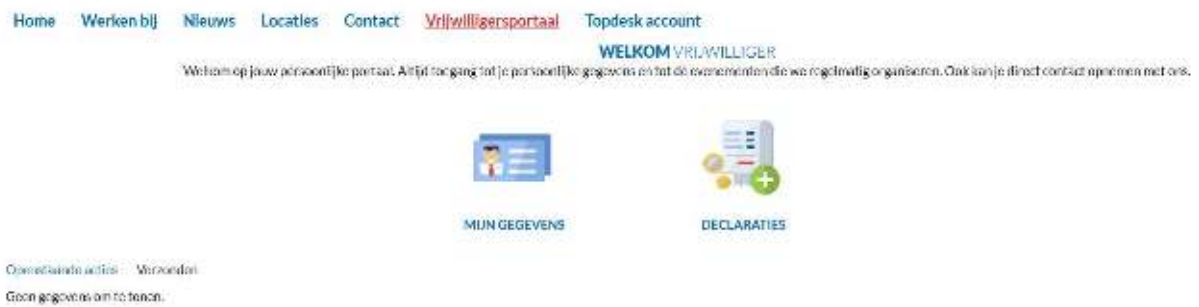 Home Werken bij Nieuws Locaties Contact Vrijwilligersportaal Topdesk account
WELKOM VRIJWILLIGER
Welkom op jouw persoonlijke portaal. Altijd toegang tot je persoonlijke gegevens en tot de evenementen die we regelmatig organiseren. Ook kan je direct contact opnemen met ons.
MIJN GEGEVENS DECLARATIES
Openstaande acties Verzonden
Geen gegevens om te tonen.